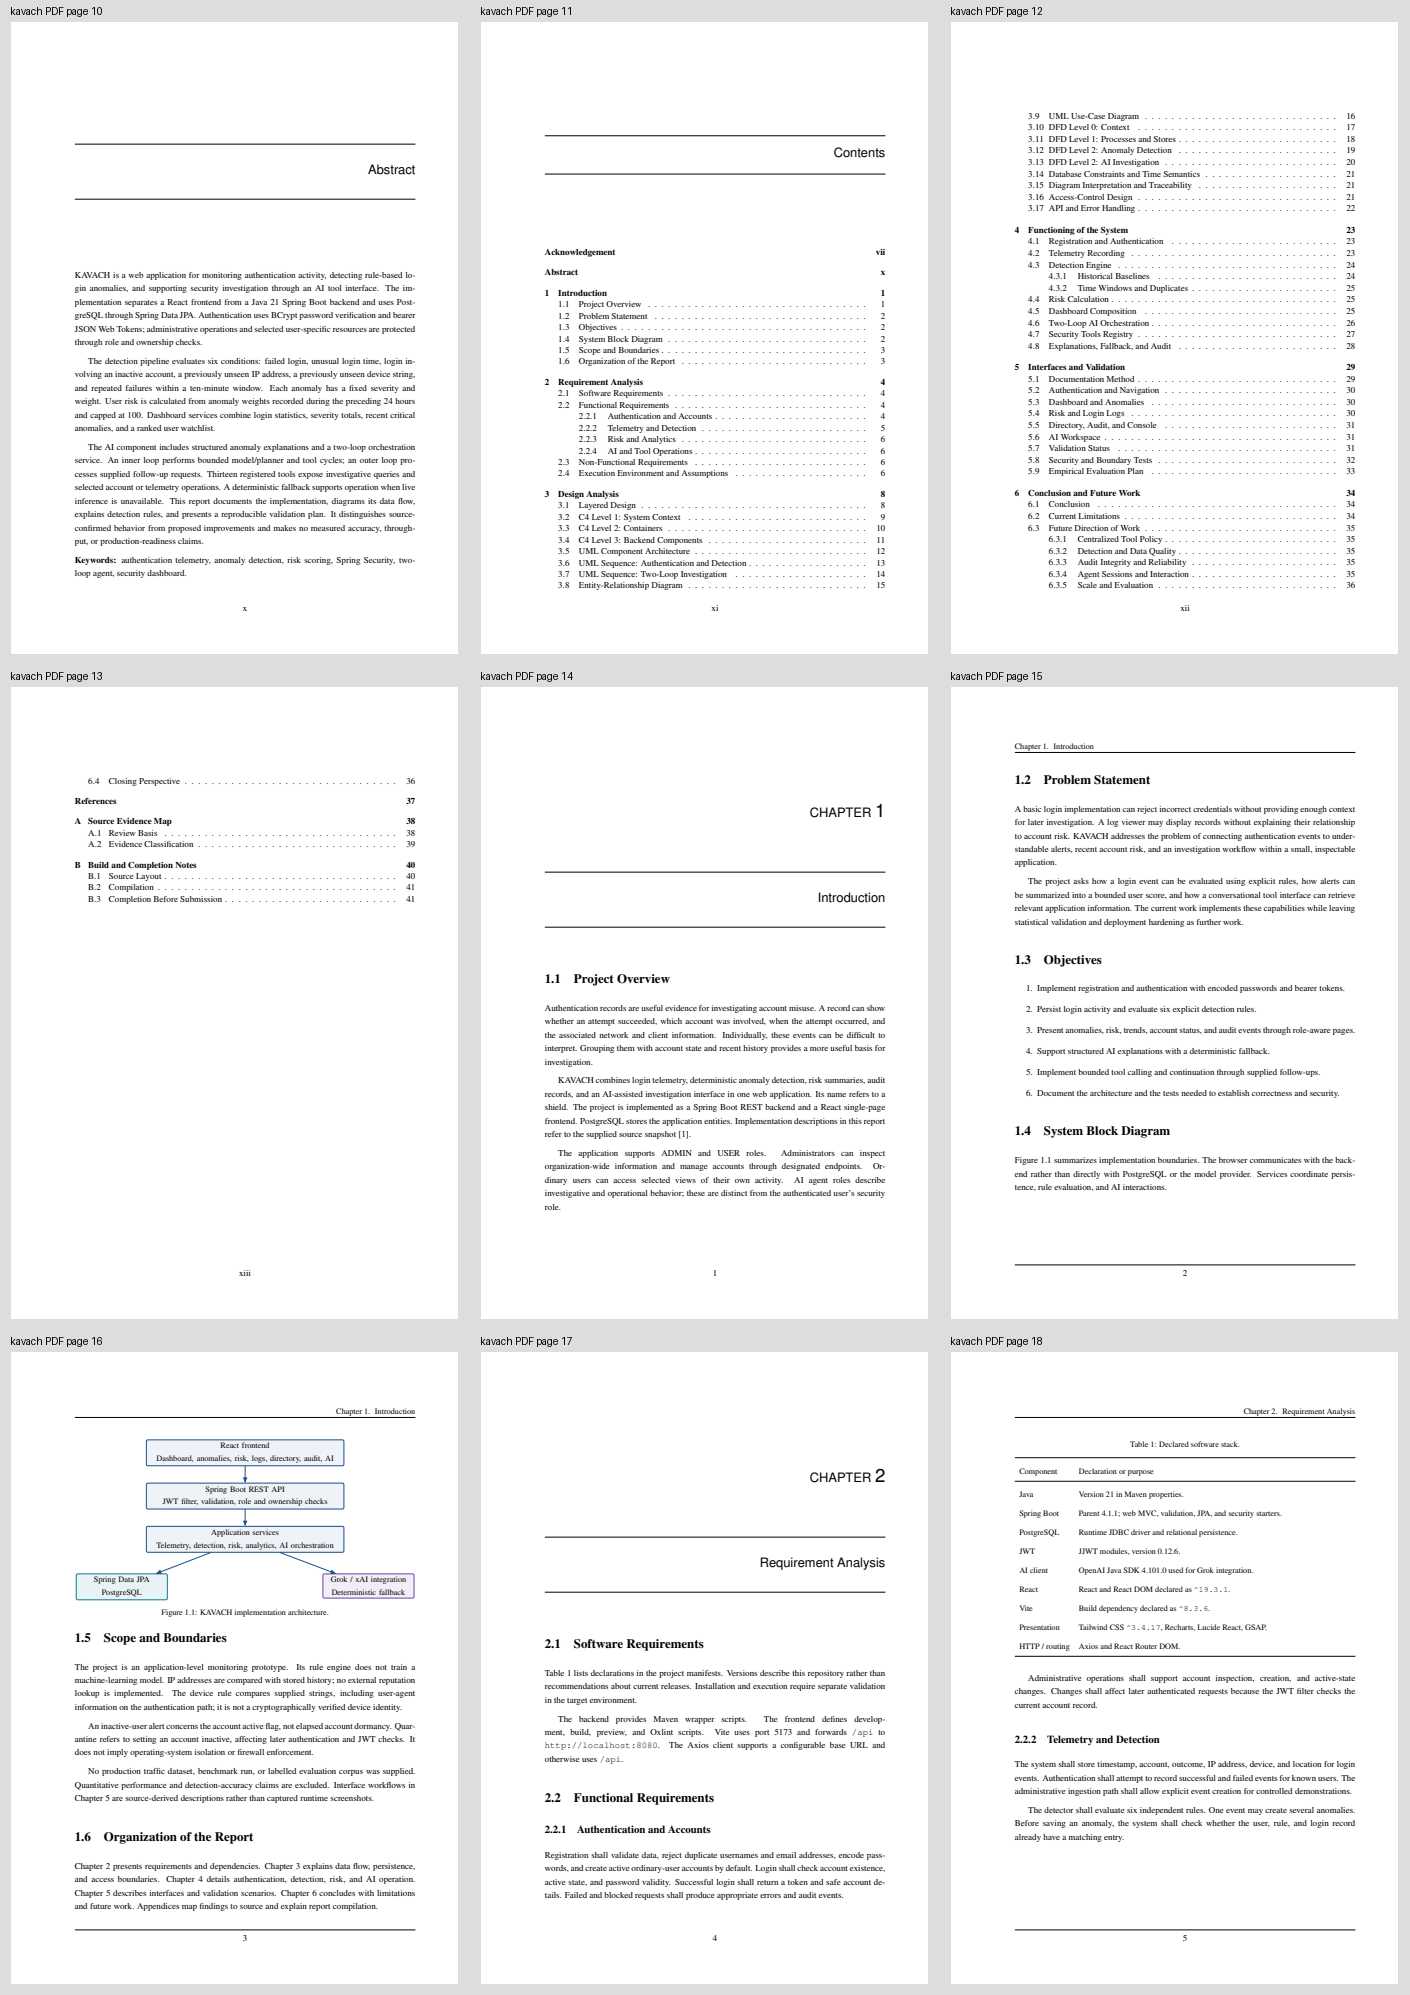 kavach PDF page 10
Abstract
KAVACH is a web application for monitoring authentication activity, detecting rule-based lo-
gin anomalies, and supporting security investigation through an AI tool interface. The im-
plementation separates a React frontend from a Java 21 Spring Boot backend and uses Post-
greSQL through Spring Data JPA. Authentication uses BCrypt password verification and bearer
JSON Web Tokens; administrative operations and selected user-specific resources are protected
through role and ownership checks.
The detection pipeline evaluates six conditions: failed login, unusual login time, login in-
volving an inactive account, a previously unseen IP address, a previously unseen device string,
and repeated failures within a ten-minute window. Each anomaly has a fixed severity and
weight. User risk is calculated from anomaly weights recorded during the preceding 24 hours
and capped at 100. Dashboard services combine login statistics, severity totals, recent critical
anomalies, and a ranked user watchlist.
The AI component includes structured anomaly explanations and a two-loop orchestration
service. An inner loop performs bounded model/planner and tool cycles; an outer loop pro-
cesses supplied follow-up requests. Thirteen registered tools expose investigative queries and
selected account or telemetry operations. A deterministic fallback supports operation when live
inference is unavailable. This report documents the implementation, diagrams its data flow,
explains detection rules, and presents a reproducible validation plan. It distinguishes source-
confirmed behavior from proposed improvements and makes no measured accuracy, through-
put, or production-readiness claims.
Keywords: authentication telemetry, anomaly detection, risk scoring, Spring Security, two-
loop agent, security dashboard.
x
kavach PDF page 11
Contents
Acknowledgement vii
Abstract x
1 Introduction 1
1.1 Project Overview 1
1.2 Problem Statement 2
1.3 Objectives 2
1.4 System Block Diagram 2
1.5 Scope and Boundaries 3
1.6 Organization of the Report 3
2 Requirement Analysis 4
2.1 Software Requirements 4
2.2 Functional Requirements 4
2.2.1 Authentication and Accounts 4
2.2.2 Telemetry and Detection 5
2.2.3 Risk and Analytics 6
2.2.4 AI and Tool Operations 6
2.3 Non-Functional Requirements 6
2.4 Execution Environment and Assumptions 6
3 Design Analysis 8
3.1 Layered Design 8
3.2 C4 Level 1: System Context 9
3.3 C4 Level 2: Containers 10
3.4 C4 Level 3: Backend Components 11
3.5 UML Component Architecture 12
3.6 UML Sequence: Authentication and Detection 13
3.7 UML Sequence: Two-Loop Investigation 14
3.8 Entity-Relationship Diagram 15
xi
kavach PDF page 12
3.9 UML Use-Case Diagram 16
3.10 DFD Level 0: Context 17
3.11 DFD Level 1: Processes and Stores 18
3.12 DFD Level 2: Anomaly Detection 19
3.13 DFD Level 2: AI Investigation 20
3.14 Database Constraints and Time Semantics 21
3.15 Diagram Interpretation and Traceability 21
3.16 Access-Control Design 21
3.17 API and Error Handling 22
4 Functioning of the System 23
4.1 Registration and Authentication 23
4.2 Telemetry Recording 23
4.3 Detection Engine 24
4.3.1 Historical Baselines 24
4.3.2 Time Windows and Duplicates 25
4.4 Risk Calculation 25
4.5 Dashboard Composition 25
4.6 Two-Loop AI Orchestration 26
4.7 Security Tools Registry 27
4.8 Explanations, Fallback, and Audit 28
5 Interfaces and Validation 29
5.1 Documentation Method 29
5.2 Authentication and Navigation 30
5.3 Dashboard and Anomalies 30
5.4 Risk and Login Logs 30
5.5 Directory, Audit, and Console 31
5.6 AI Workspace 31
5.7 Validation Status 31
5.8 Security and Boundary Tests 32
5.9 Empirical Evaluation Plan 33
6 Conclusion and Future Work 34
6.1 Conclusion 34
6.2 Current Limitations 34
6.3 Future Direction of Work 35
6.3.1 Centralized Tool Policy 35
6.3.2 Detection and Data Quality 35
6.3.3 Audit Integrity and Reliability 35
6.3.4 Agent Sessions and Interaction 35
6.3.5 Scale and Evaluation 36
xii
kavach PDF page 13
6.4 Closing Perspective 36
References 37
A Source Evidence Map 38
A.1 Review Basis 38
A.2 Evidence Classification 39
B Build and Completion Notes 40
B.1 Source Layout 40
B.2 Compilation 41
B.3 Completion Before Submission 41
xiii
kavach PDF page 14
CHAPTER 1
Introduction
1.1 Project Overview
Authentication records are useful evidence for investigating account misuse. A record can show
whether an attempt succeeded, which account was involved, when the attempt occurred, and
the associated network and client information. Individually, these events can be difficult to
interpret. Grouping them with account state and recent history provides a more useful basis for
investigation.
KAVACH combines login telemetry, deterministic anomaly detection, risk summaries, audit
records, and an AI-assisted investigation interface in one web application. Its name refers to a
shield. The project is implemented as a Spring Boot REST backend and a React single-page
frontend. PostgreSQL stores the application entities. Implementation descriptions in this report
refer to the supplied source snapshot [1].
The application supports ADMIN and USER roles. Administrators can inspect
organization-wide information and manage accounts through designated endpoints. Or-
dinary users can access selected views of their own activity. AI agent roles describe
investigative and operational behavior; these are distinct from the authenticated user's security
role.
1
kavach PDF page 15
Chapter 1. Introduction
1.2 Problem Statement
A basic login implementation can reject incorrect credentials without providing enough context
for later investigation. A log viewer may display records without explaining their relationship
to account risk. KAVACH addresses the problem of connecting authentication events to under-
standable alerts, recent account risk, and an investigation workflow within a small, inspectable
application.
The project asks how a login event can be evaluated using explicit rules, how alerts can
be summarized into a bounded user score, and how a conversational tool interface can retrieve
relevant application information. The current work implements these capabilities while leaving
statistical validation and deployment hardening as further work.
1.3 Objectives
1. Implement registration and authentication with encoded passwords and bearer tokens.
2. Persist login activity and evaluate six explicit detection rules.
3. Present anomalies, risk, trends, account status, and audit events through role-aware pages.
4. Support structured AI explanations with a deterministic fallback.
5. Implement bounded tool calling and continuation through supplied follow-ups.
6. Document the architecture and the tests needed to establish correctness and security.
1.4 System Block Diagram
Figure 1.1 summarizes implementation boundaries. The browser communicates with the back-
end rather than directly with PostgreSQL or the model provider. Services coordinate persis-
tence, rule evaluation, and AI interactions.
2
kavach PDF page 16
Chapter 1. Introduction
React frontend
Dashboard, anomalies, risk, logs, directory, audit, AI
Spring Boot REST API
JWT filter, validation, role and ownership checks
Application services
Telemetry, detection, risk, analytics, AI orchestration
Spring Data JPA
PostgreSQL
Grok / xAI integration
Deterministic fallback
Figure 1.1: KAVACH implementation architecture.
1.5 Scope and Boundaries
The project is an application-level monitoring prototype. Its rule engine does not train a
machine-learning model. IP addresses are compared with stored history; no external reputation
lookup is implemented. The device rule compares supplied strings, including user-agent
information on the authentication path; it is not a cryptographically verified device identity.
An inactive-user alert concerns the account active flag, not elapsed account dormancy. Quar-
antine refers to setting an account inactive, affecting later authentication and JWT checks. It
does not imply operating-system isolation or firewall enforcement.
No production traffic dataset, benchmark run, or labelled evaluation corpus was supplied.
Quantitative performance and detection-accuracy claims are excluded. Interface workflows in
Chapter 5 are source-derived descriptions rather than captured runtime screenshots.
1.6 Organization of the Report
Chapter 2 presents requirements and dependencies. Chapter 3 explains data flow, persistence,
and access boundaries. Chapter 4 details authentication, detection, risk, and AI operation.
Chapter 5 describes interfaces and validation scenarios. Chapter 6 concludes with limitations
and future work. Appendices map findings to source and explain report compilation.
3
kavach PDF page 17
CHAPTER 2
Requirement Analysis
2.1 Software Requirements
Table 1 lists declarations in the project manifests. Versions describe this repository rather than
recommendations about current releases. Installation and execution require separate validation
in the target environment.
The backend provides Maven wrapper scripts. The frontend defines develop-
ment, build, preview, and Oxlint scripts. Vite uses port 5173 and forwards /api to
http://localhost:8080. The Axios client supports a configurable base URL and
otherwise uses /api.
2.2 Functional Requirements
2.2.1 Authentication and Accounts
Registration shall validate data, reject duplicate usernames and email addresses, encode pass-
words, and create active ordinary-user accounts by default. Login shall check account existence,
active state, and password validity. Successful login shall return a token and safe account de-
tails. Failed and blocked requests shall produce appropriate errors and audit events.
4
kavach PDF page 18
Chapter 2. Requirement Analysis
Table 1: Declared software stack.
Component Declaration or purpose
Java Version 21 in Maven properties.
Spring Boot Parent 4.1.1; web MVC, validation, JPA, and security starters.
PostgreSQL Runtime JDBC driver and relational persistence.
JWT JJWT modules, version 0.12.6.
AI client OpenAI Java SDK 4.101.0 used for Grok integration.
React React and React DOM declared as ^19.3.1.
Vite Build dependency declared as ^8.3.6.
Presentation Tailwind CSS ^3.4.17, Recharts, Lucide React, GSAP.
HTTP / routing Axios and React Router DOM.
Administrative operations shall support account inspection, creation, and active-state
changes. Changes shall affect later authenticated requests because the JWT filter checks the
current account record.
2.2.2 Telemetry and Detection
The system shall store timestamp, account, outcome, IP address, device, and location for login
events. Authentication shall attempt to record successful and failed events for known users. The
administrative ingestion path shall allow explicit event creation for controlled demonstrations.
The detector shall evaluate six independent rules. One event may create several anomalies.
Before saving an anomaly, the system shall check whether the user, rule, and login record
already have a matching entry.
5